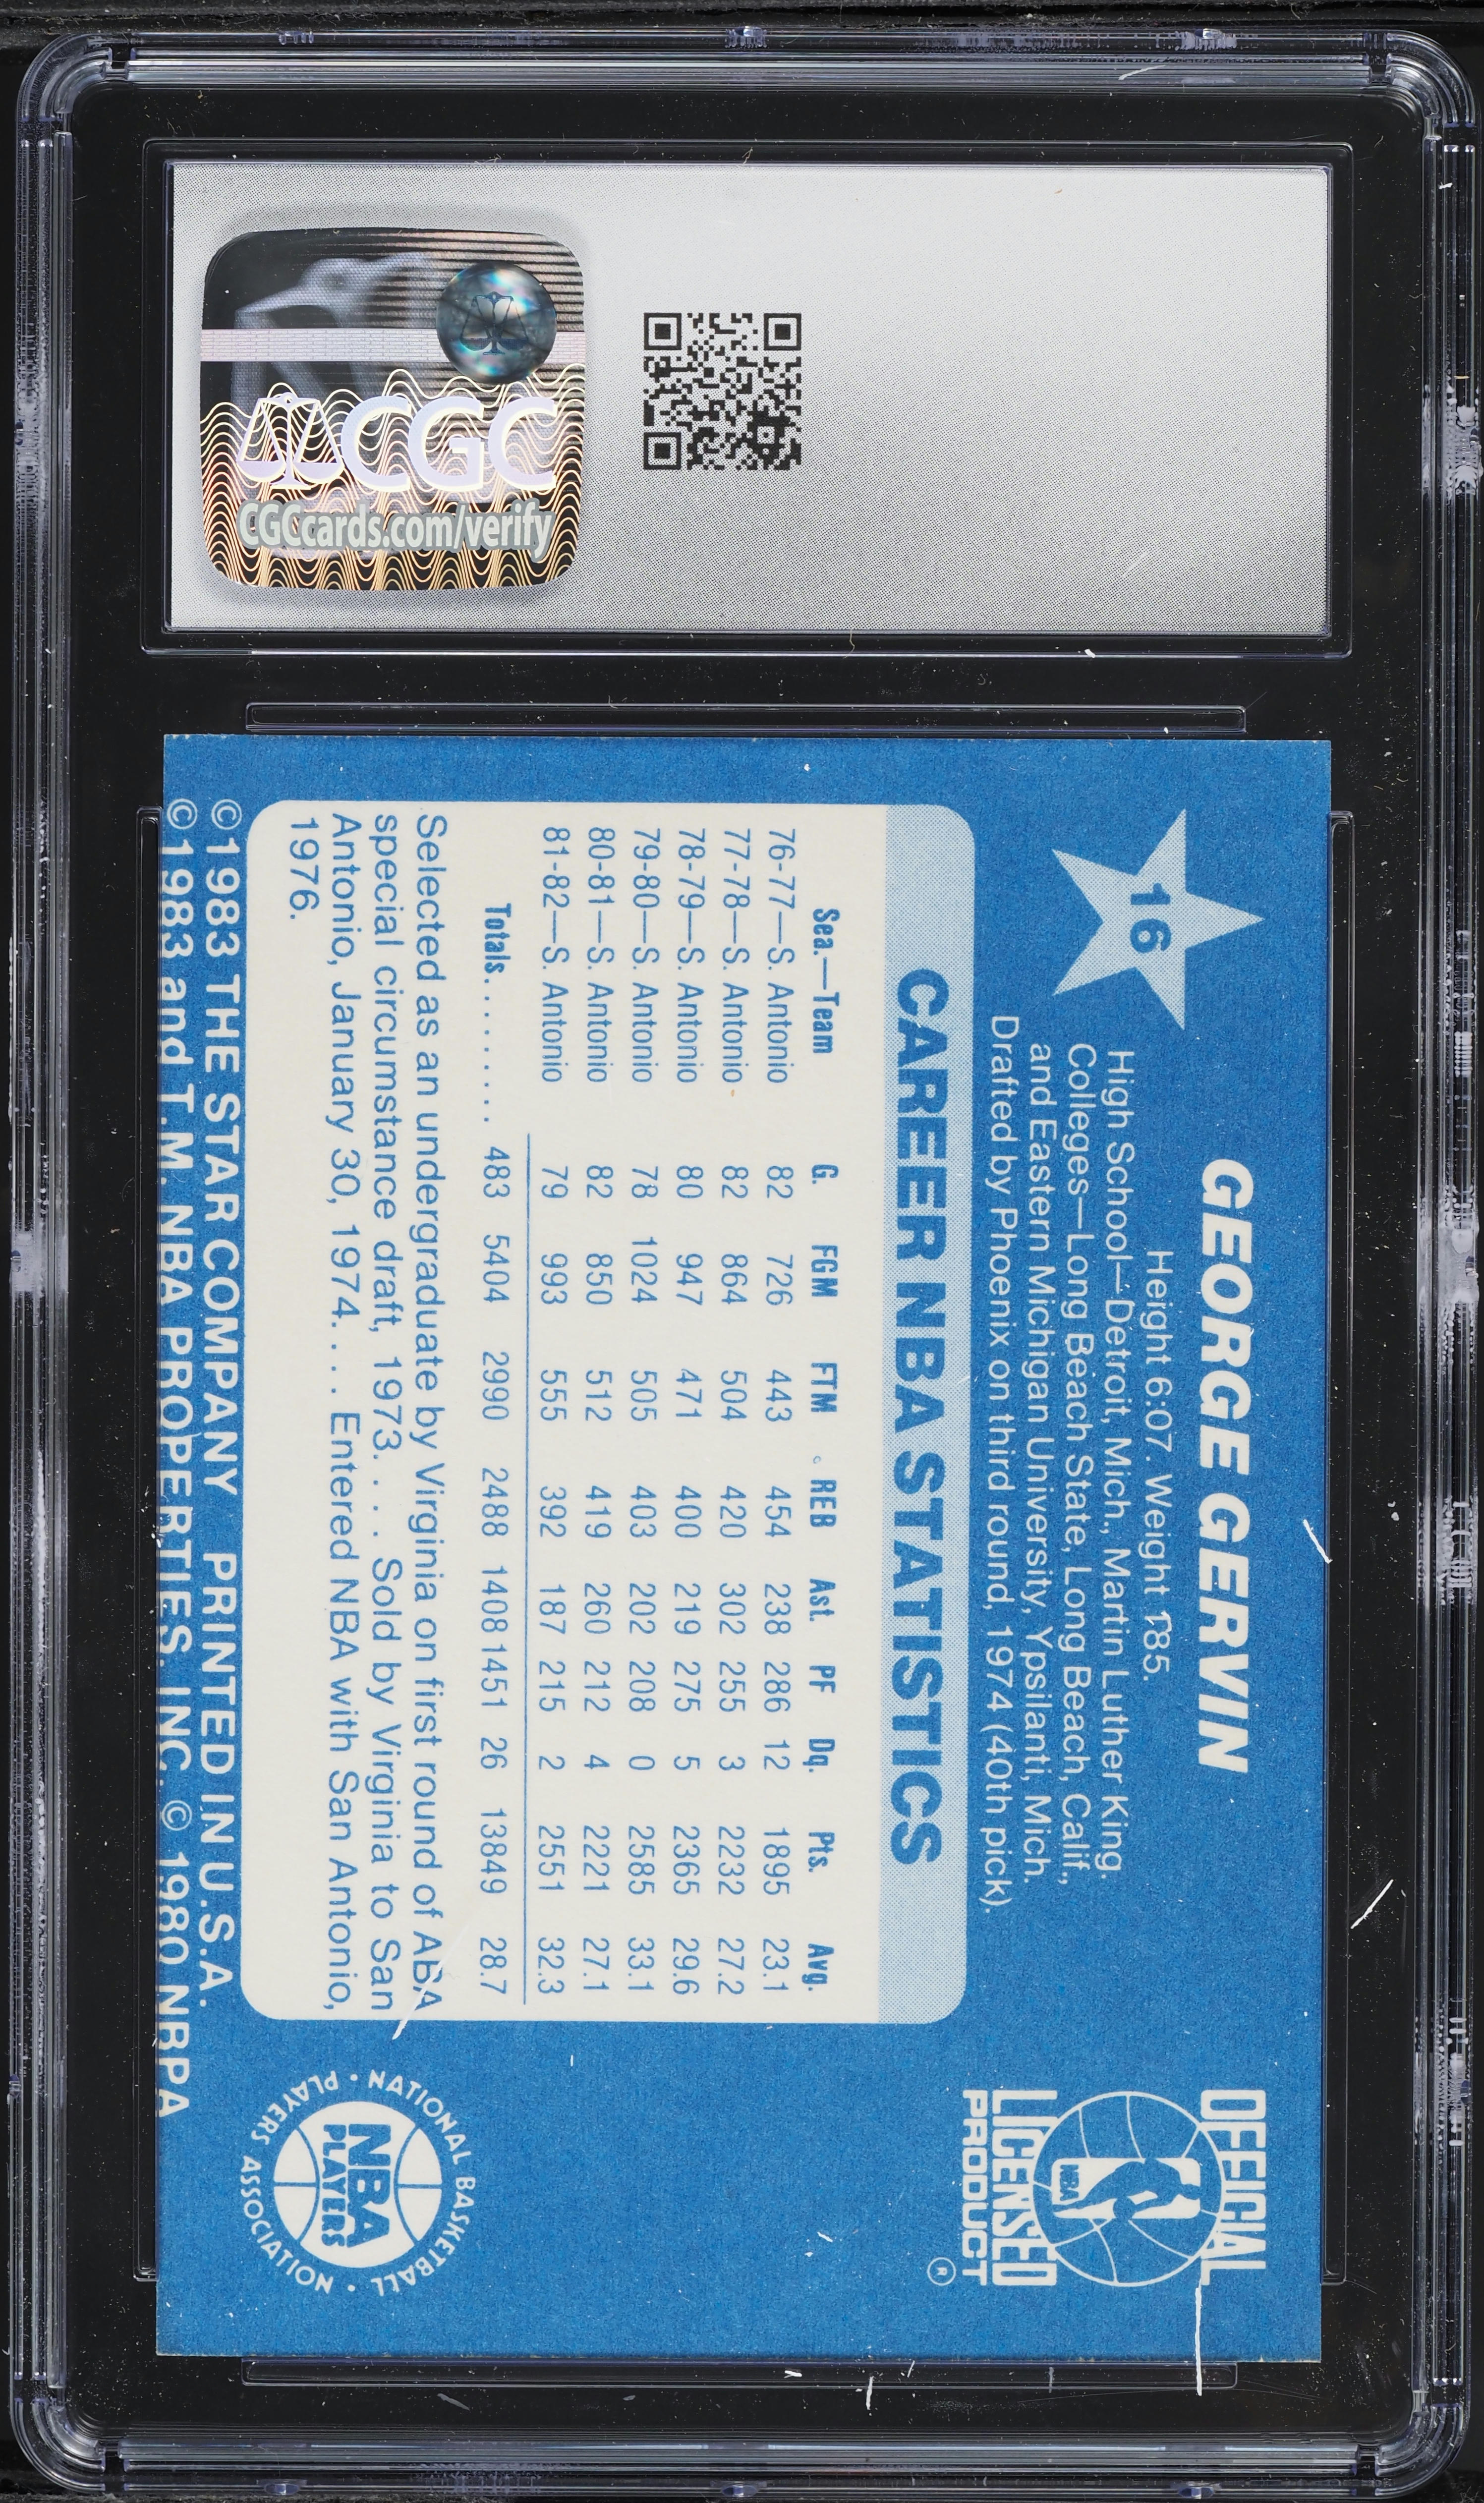 CGC
CGCcards.com/verify
16
GEORGE GERVIN
Height 6:07. Weight 185.
High School—Detroit, Mich., Martin Luther King.
Colleges—Long Beach State, Long Beach, Calif.,
and Eastern Michigan University, Ypsilanti, Mich.
Drafted by Phoenix on third round, 1974 (40th pick).
OFFICIAL
NBA
LICENSED
PRODUCT
®
CAREER NBA STATISTICS
Sea.—Team G. FGM FTM REB Ast. PF Dq. Pts. Avg.
76-77—S. Antonio 82 726 443 454 238 286 12 1895 23.1
77-78—S. Antonio 82 864 504 420 302 255 3 2232 27.2
78-79—S. Antonio 80 947 471 400 219 275 5 2365 29.6
79-80—S. Antonio 78 1024 505 403 202 208 0 2585 33.1
80-81—S. Antonio 82 850 512 419 260 212 4 2221 27.1
81-82—S. Antonio 79 993 555 392 187 215 2 2551 32.3
Totals........ 483 5404 2990 2488 1408 1451 26 13849 28.7
Selected as an undergraduate by Virginia on first round of ABA
special circumstance draft, 1973. . . . Sold by Virginia to San
Antonio, January 30, 1974. . . . Entered NBA with San Antonio,
1976.
NATIONAL BASKETBALL • PLAYERS ASSOCIATION •
NBA
PLAYERS
©1983 THE STAR COMPANY PRINTED IN U.S.A.
©1983 and T.M. NBA PROPERTIES. INC. © 1980 NBPA